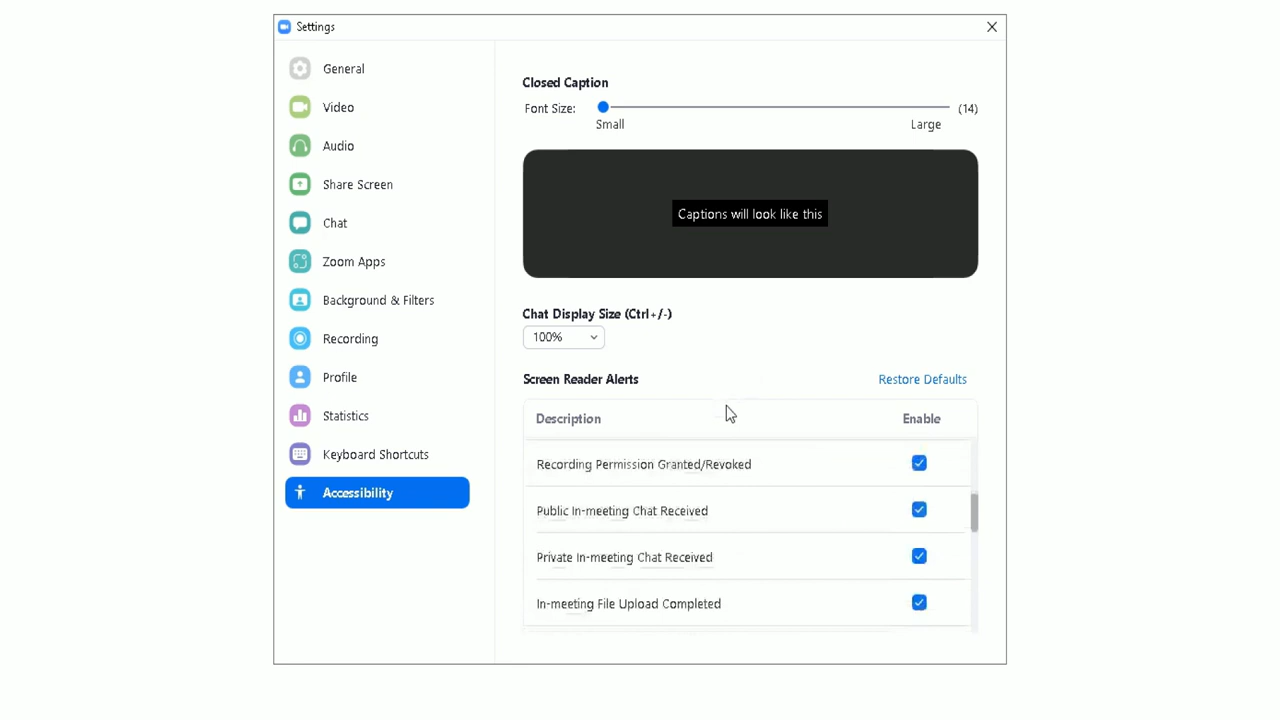 Settings
General
Video
Audio
Share Screen
Chat
Zoom Apps
Background & Filters
Recording
Profile
Statistics
Keyboard Shortcuts
Accessibility
Closed Caption
Font Size: (14)
Small Large
Captions will look like this
Chat Display Size (Ctrl+/-)
100%
Screen Reader Alerts Restore Defaults
Description Enable
Recording Permission Granted/Revoked
Public In-meeting Chat Received
Private In-meeting Chat Received
In-meeting File Upload Completed